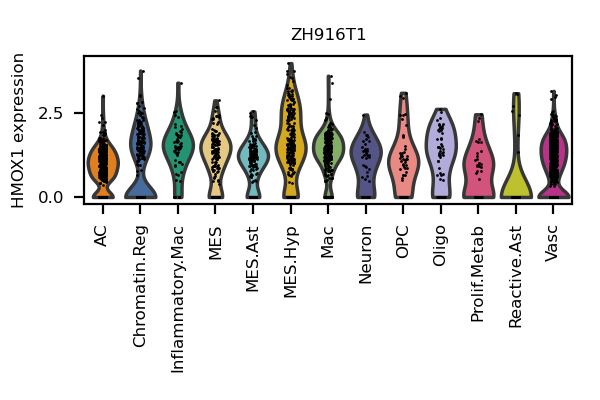 ZH916T1
HMOX1 expression
2.5
0.0
AC
Chromatin.Reg
Inflammatory.Mac
MES
MES.Ast
MES.Hyp
Mac
Neuron
OPC
Oligo
Prolif.Metab
Reactive.Ast
Vasc